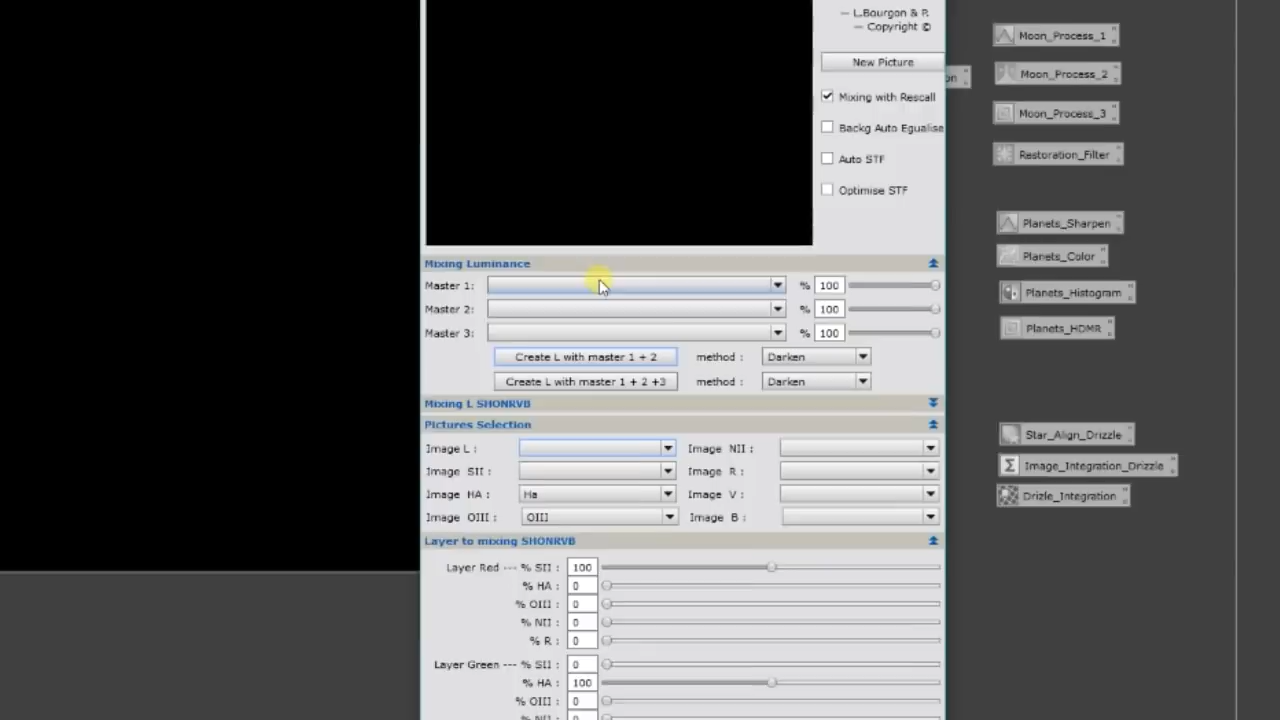 — L.Bourgon & P.
— Copyright ©
New Picture
Mixing with Rescall
Backg Auto Egualise
Auto STF
Optimise STF
Mixing Luminance
Master 1: % 100
Master 2: % 100
Master 3: % 100
Create L with master 1 + 2 method : Darken
Create L with master 1 + 2 +3 method : Darken
Mixing L SHONRVB
Pictures Selection
Image L : Image NII :
Image SII : Image R :
Image HA : Ha Image V :
Image OIII : OIII Image B :
Layer to mixing SHONRVB
Layer Red --- % SII : 100
% HA : 0
% OIII : 0
% NII : 0
% R : 0
Layer Green --- % SII : 0
% HA : 100
% OIII : 0
on
Moon_Process_1
Moon_Process_2
Moon_Process_3
Restoration_Filter
Planets_Sharpen
Planets_Color
Planets_Histogram
Planets_HDMR
Star_Align_Drizzle
Image_Integration_Drizzle
Drizle_Integration